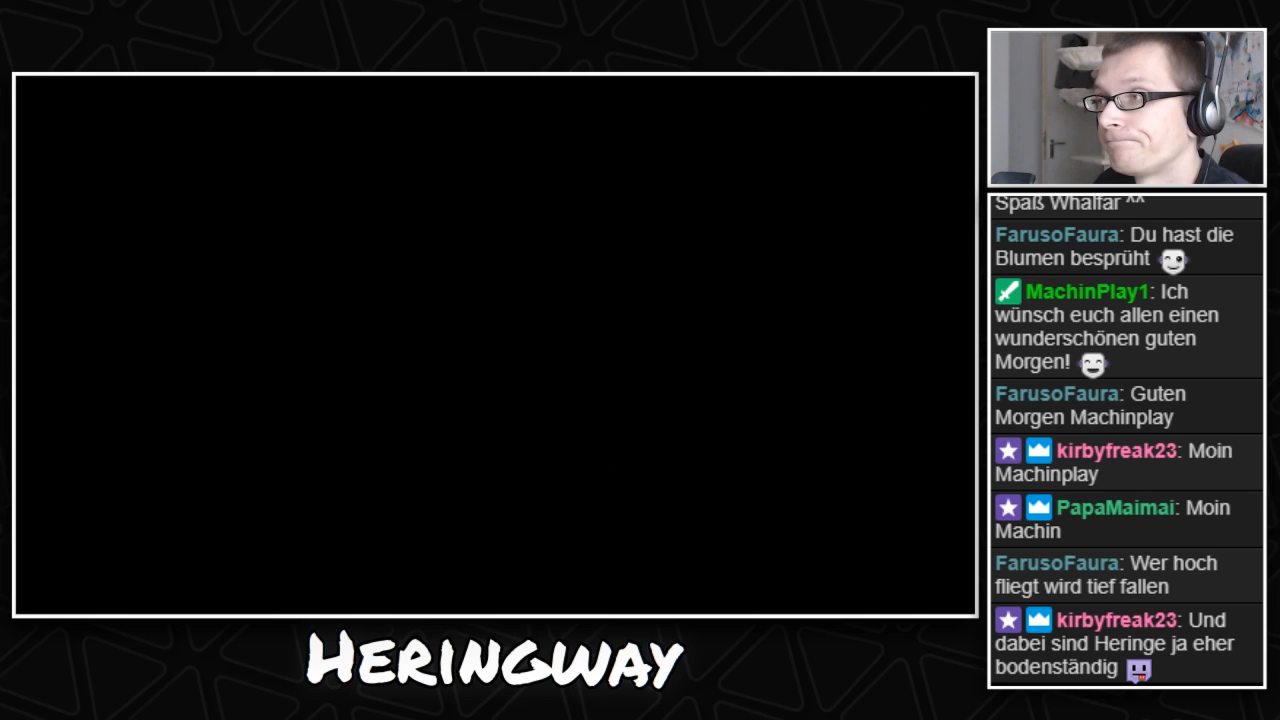 Spaß Whalfar ^^
FarusoFaura: Du hast die
Blumen besprüht
MachinPlay1: Ich
wünsch euch allen einen
wunderschönen guten
Morgen!
FarusoFaura: Guten
Morgen Machinplay
kirbyfreak23: Moin
Machinplay
PapaMaimai: Moin
Machin
FarusoFaura: Wer hoch
fliegt wird tief fallen
kirbyfreak23: Und
dabei sind Heringe ja eher
bodenständig
HERINGWAY